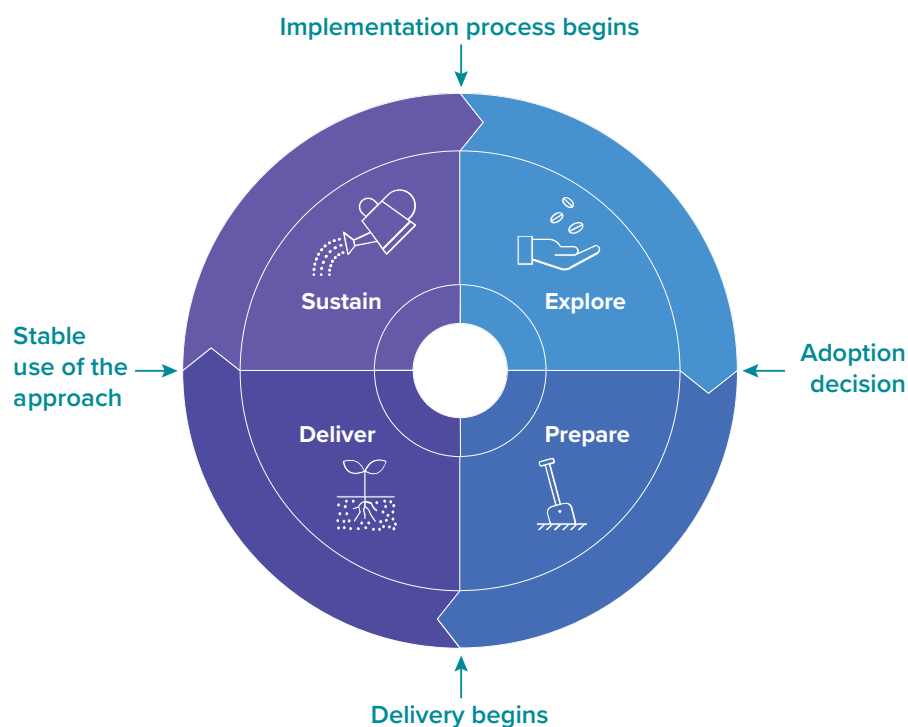 Implementation process begins
Sustain
Explore
Stable
use of the
approach
Adoption
decision
Deliver
Prepare
Delivery begins